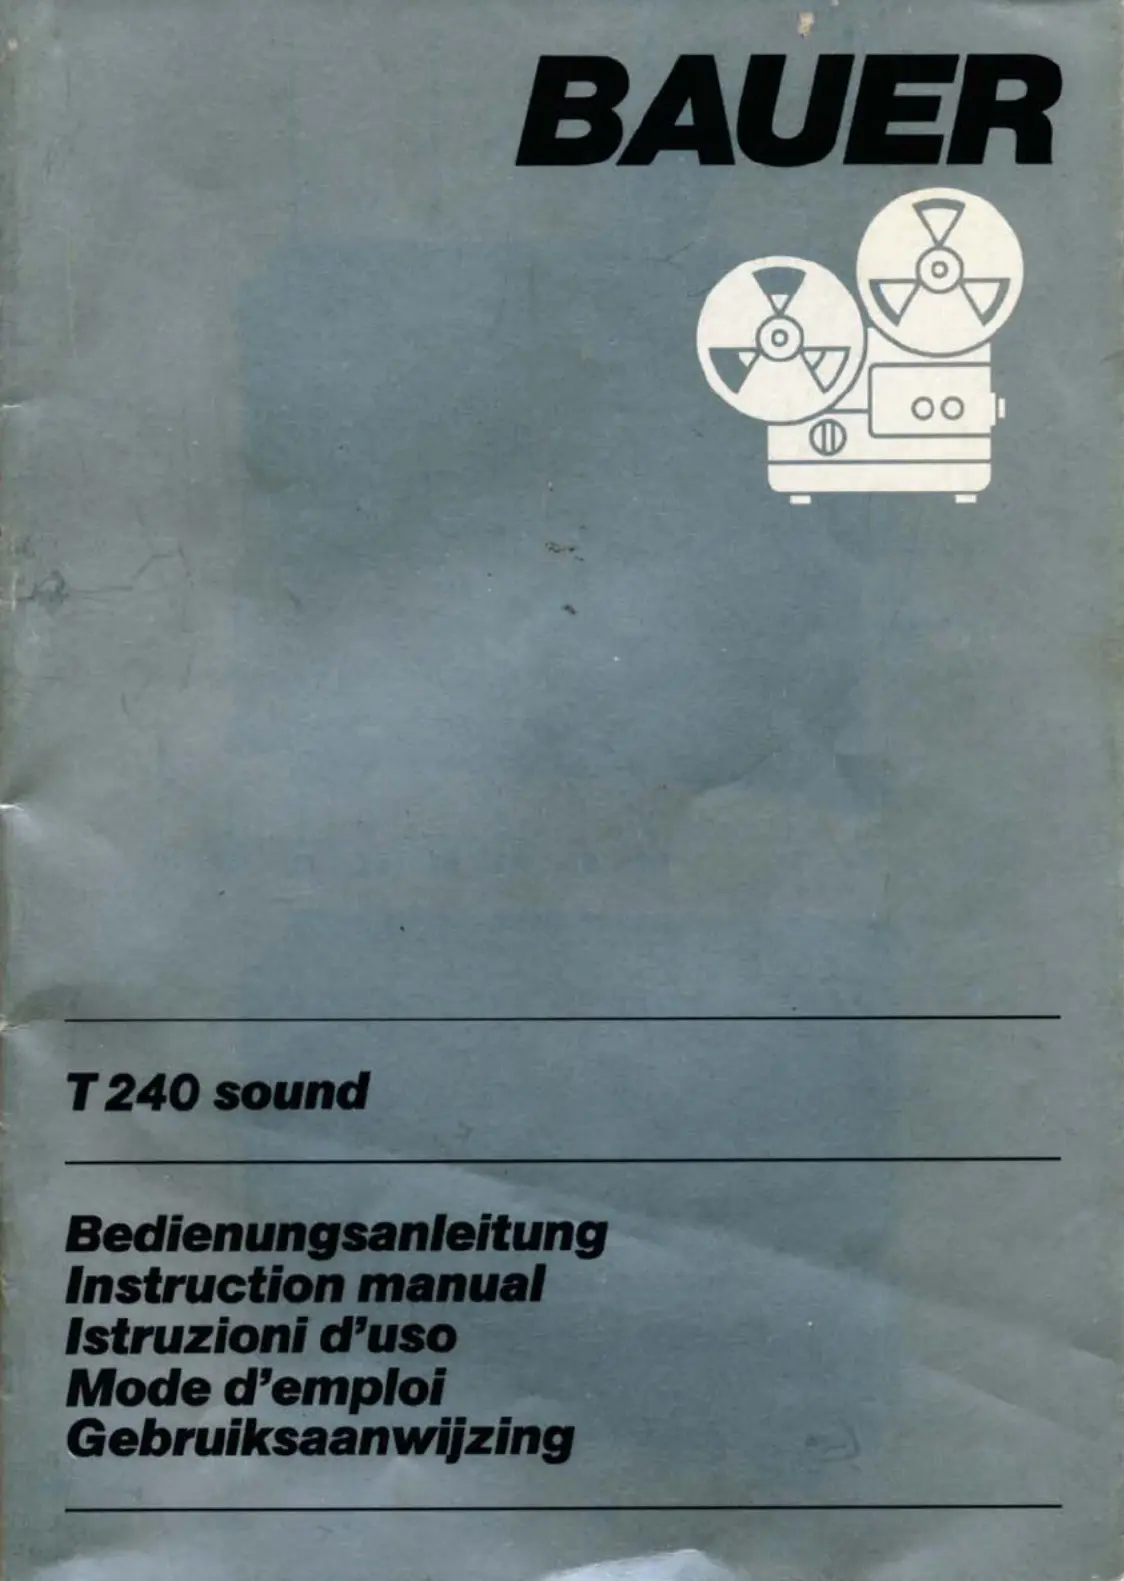 BAUER
T 240 sound
Bedienungsanleitung
Instruction manual
Istruzioni d'uso
Mode d'emploi
Gebruiksaanwijzing